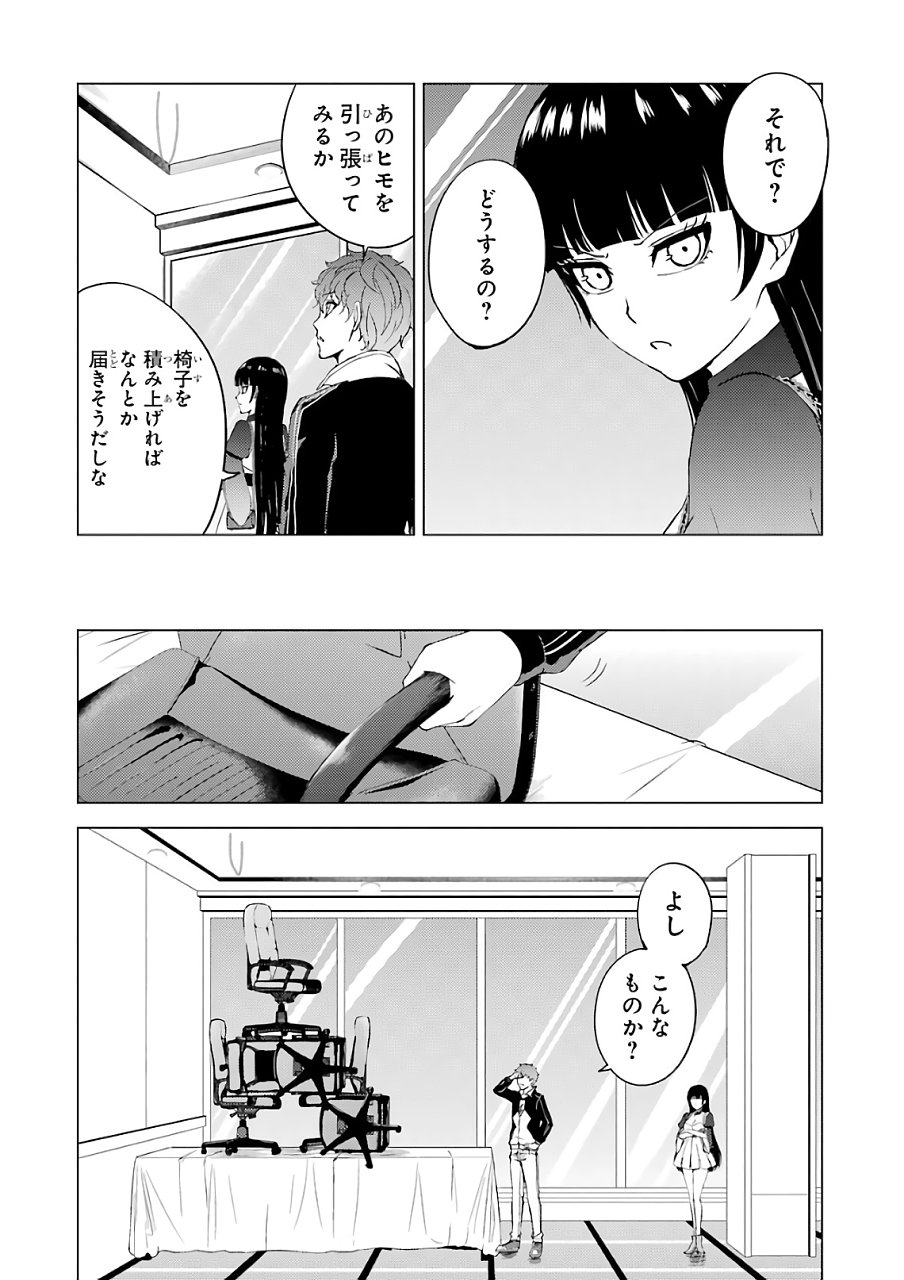 それで?
どうするの?
あのヒモを
引っ張って
みるか
椅子を
積み上げれば
なんとか
届きそうだしな
よし
こんな
ものか?